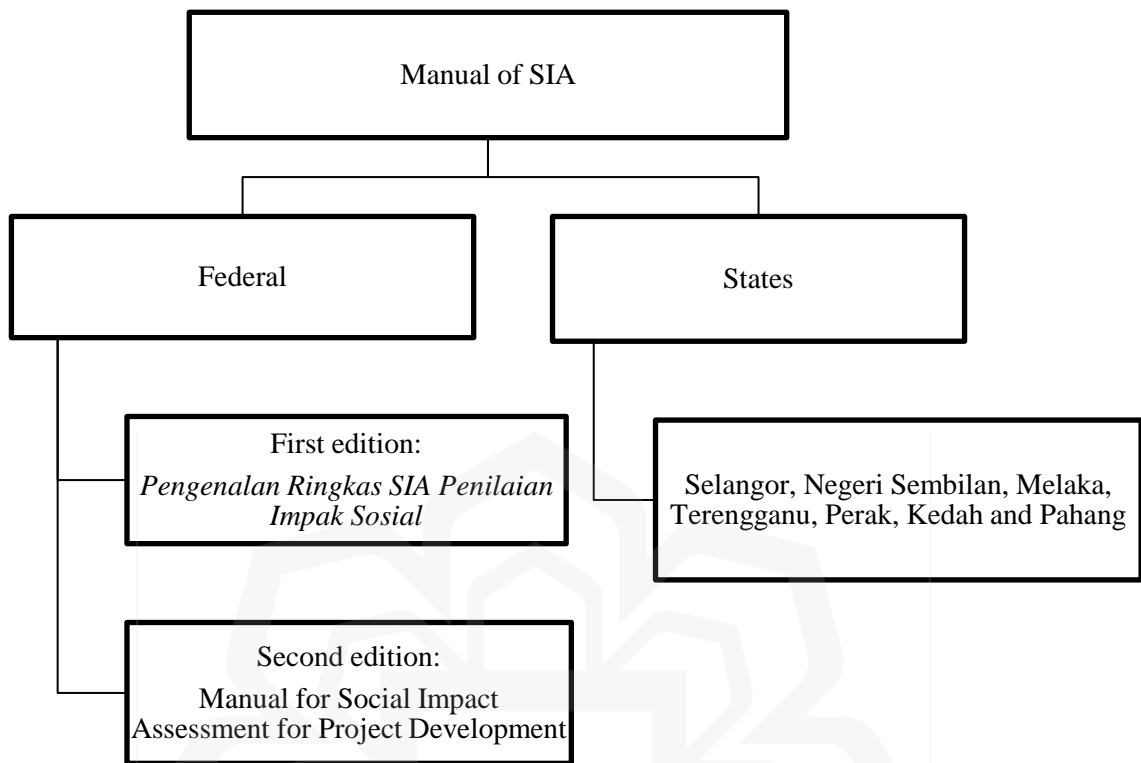 Manual of SIA
Federal
States
First edition:
Pengenalan Ringkas SIA Penilaian
Impak Sosial
Selangor, Negeri Sembilan, Melaka,
Terengganu, Perak, Kedah and Pahang
Second edition:
Manual for Social Impact
Assessment for Project Development